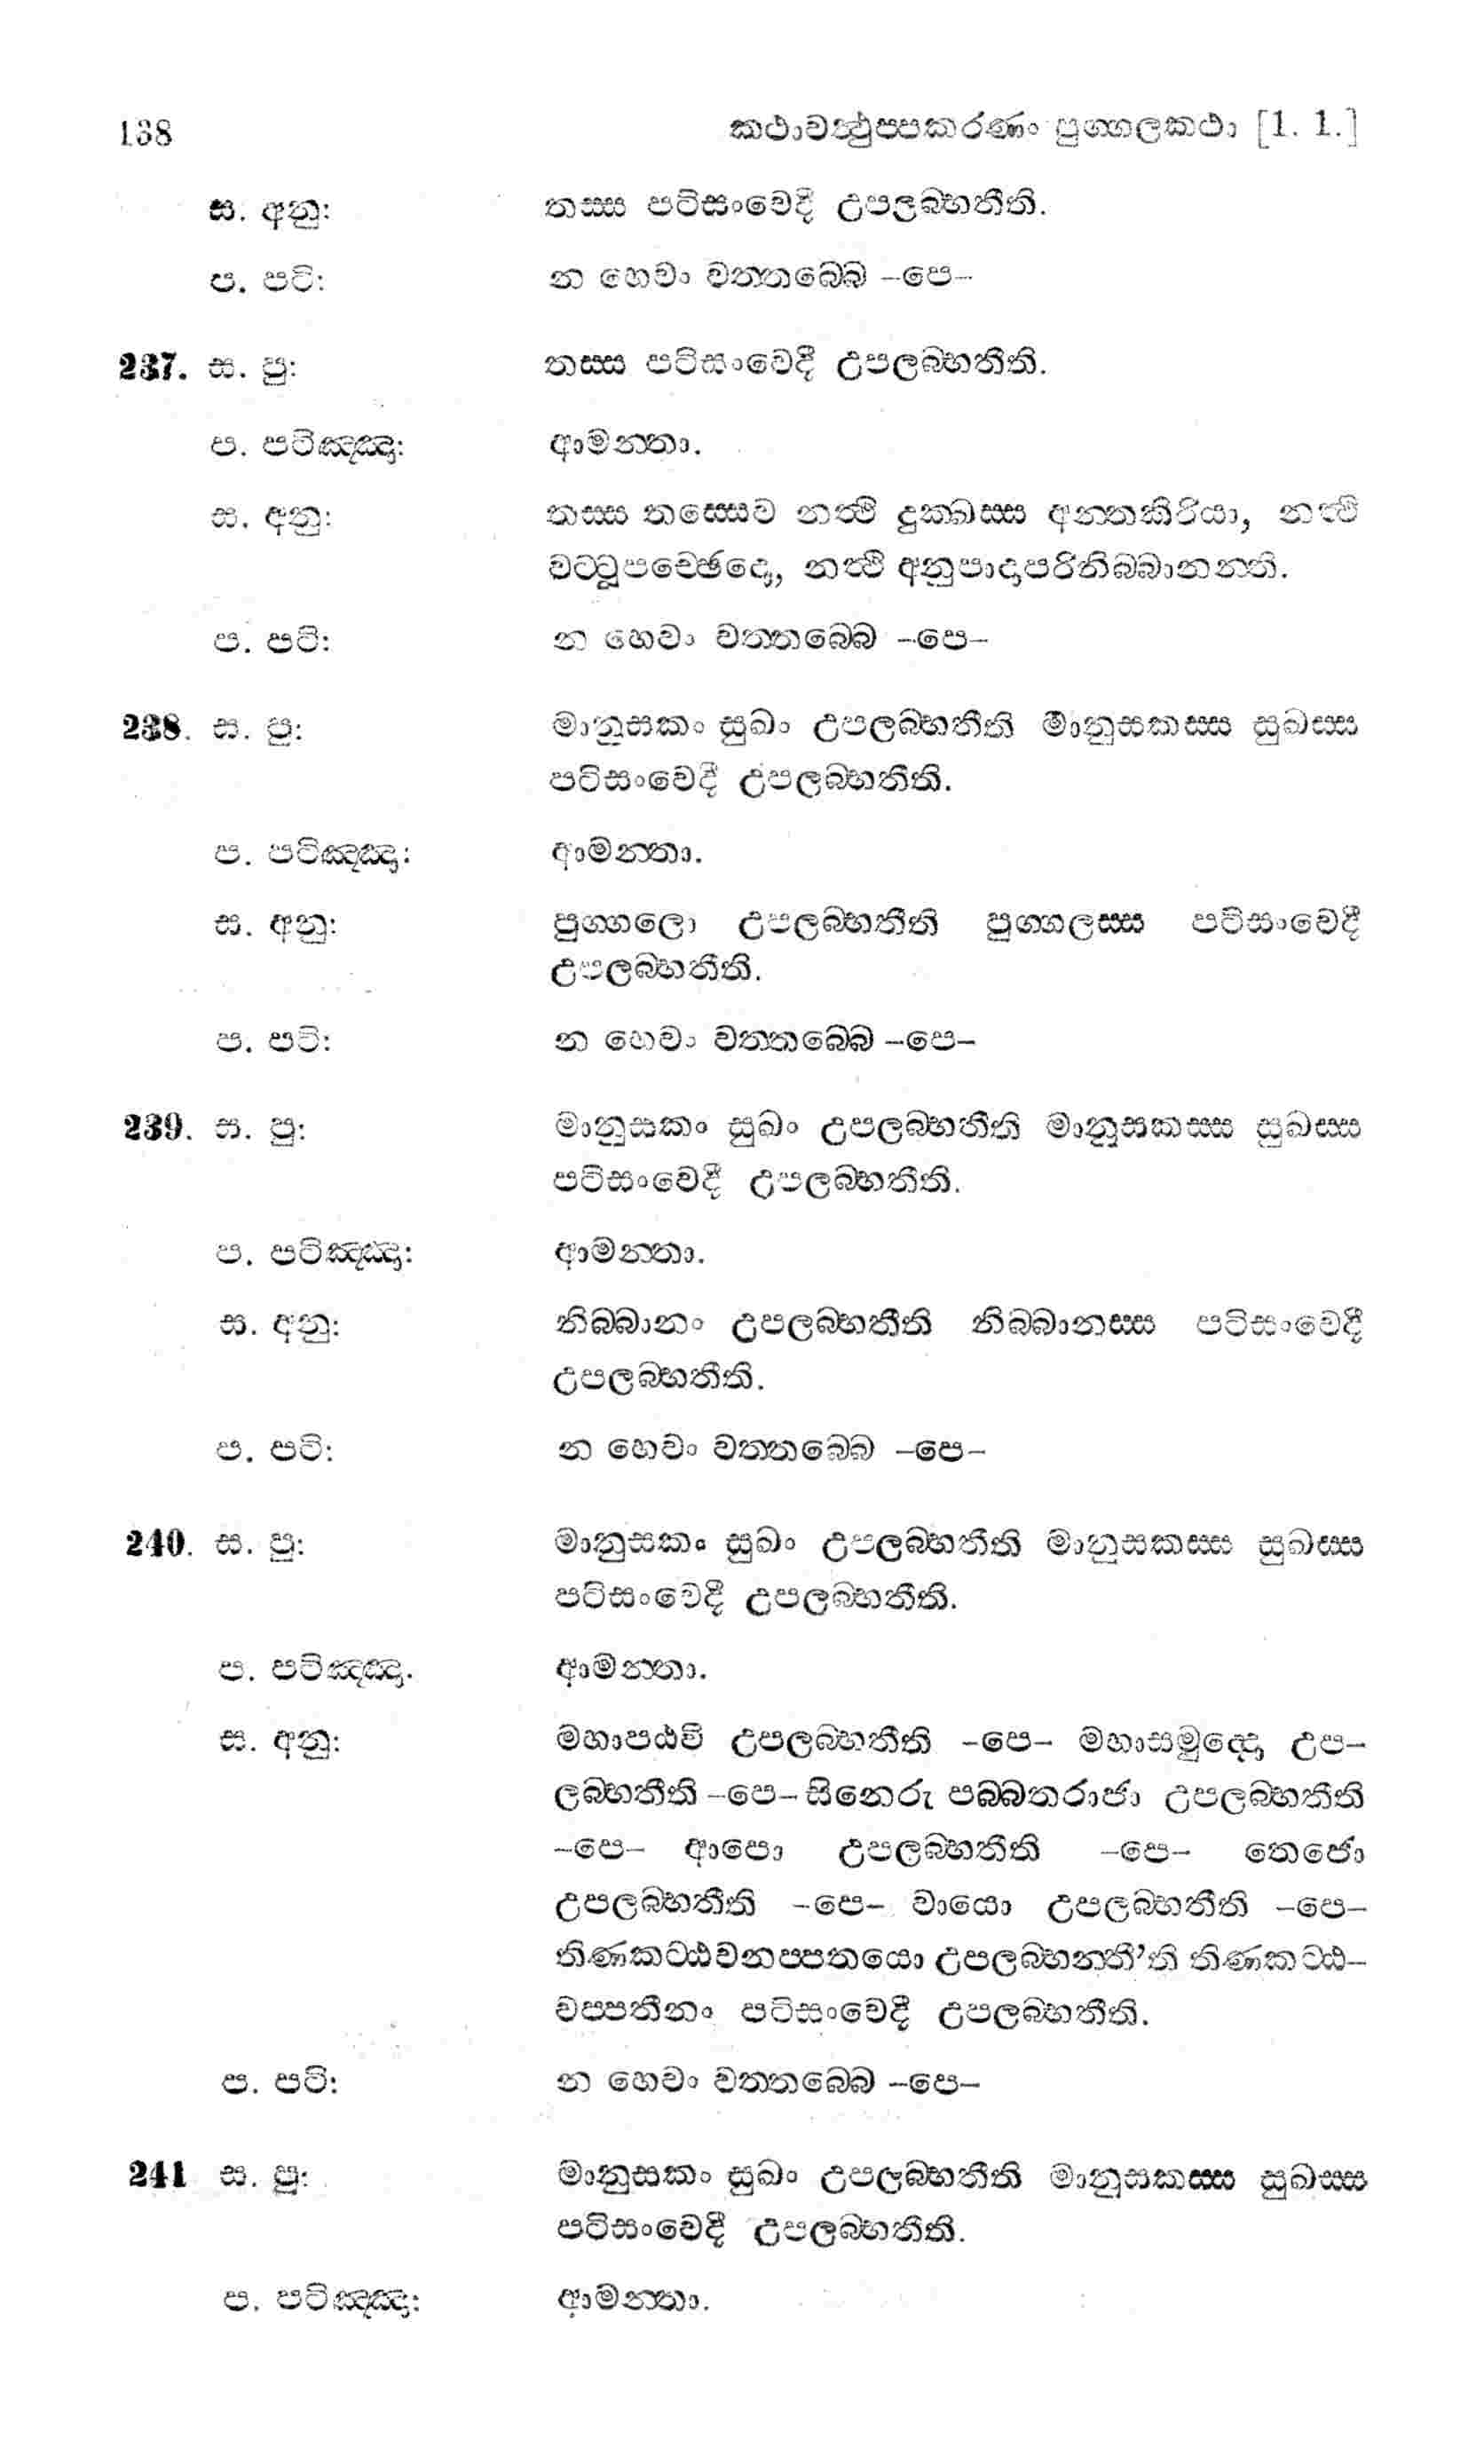 138 කථාවත්‍ථුප්‍පකරණං පුග්‍ගලකථා [1. 1.]
ස. අනු: තස්‍ස පටිසංවෙදී උපලබ්‍භතීති.
ප. පටි: න හෙවං වත්‍තබ්‍බෙ -පෙ-
237. ස. පු: තස්‍ස පටිසංවෙදී උපලබ්‍භතීති.
ප. පටිඤ්ඤා: ආමන්‍තා.
ස. අනු: තස්‍ස තස්‍සෙව නත්‍ථි දුක්‍ඛස්‍ස අන්‍තකිරියා, නත්‍ථි
වට්ටූපච්ඡෙදො, නත්‍ථි අනුපාදාපරිනිබ්බානන්‍ති.
ප. පටි: න හෙවං වත්‍තබ්‍බෙ -පෙ-
238. ස. පු: මානුසකං සුඛං උපලබ්‍භතීති මානුසකස්‍ස සුඛස්‍ස
පටිසංවෙදී උපලබ්‍භතීති.
ප. පටිඤ්ඤා: ආමන්‍තා.
ස. අනු: පුග්‍ගලො උපලබ්‍භතීති පුග්‍ගලස්‍ස පටිසංවෙදී
උපලබ්‍භතීති.
ප. පටි: න හෙවං වත්‍තබ්‍බෙ -පෙ-
239. ස. පු: මානුසකං සුඛං උපලබ්‍භතීති මානුසකස්‍ස සුඛස්‍ස
පටිසංවෙදී උපලබ්‍භතීති.
ප. පටිඤ්ඤා: ආමන්‍තා.
ස. අනු: නිබ්බානං උපලබ්‍භතීති නිබ්බානස්‍ස පටිසංවෙදී
උපලබ්‍භතීති.
ප. පටි: න හෙවං වත්‍තබ්‍බෙ -පෙ-
240. ස. පු: මානුසකං සුඛං උපලබ්‍භතීති මානුසකස්‍ස සුඛස්‍ස
පටිසංවෙදී උපලබ්‍භතීති.
ප. පටිඤ්ඤා. ආමන්‍තා.
ස. අනු: මහාපඨවි උපලබ්‍භතීති -පෙ- මහාසමුද්‍දො උප-
ලබ්‍භතීති -පෙ- සිනෙරු පබ්බතරාජා උපලබ්‍භතීති
-පෙ- ආපො උපලබ්‍භතීති -පෙ- තෙජො
උපලබ්‍භතීති -පෙ- වායො උපලබ්‍භතීති -පෙ-
තිණකට්ඨවනප්‍පතයො උපලබ්‍භන්‍තී’ති තිණකට්ඨ-
වප්‍පතීනං පටිසංවෙදී උපලබ්‍භතීති.
ප. පටි: න හෙවං වත්‍තබ්‍බෙ -පෙ-
241 ස. පු: මානුසකං සුඛං උපලබ්‍භතීති මානුසකස්‍ස සුඛස්‍ස
පටිසංවෙදී උපලබ්‍භතීති.
ප. පටිඤ්ඤා: ආමන්‍තා.